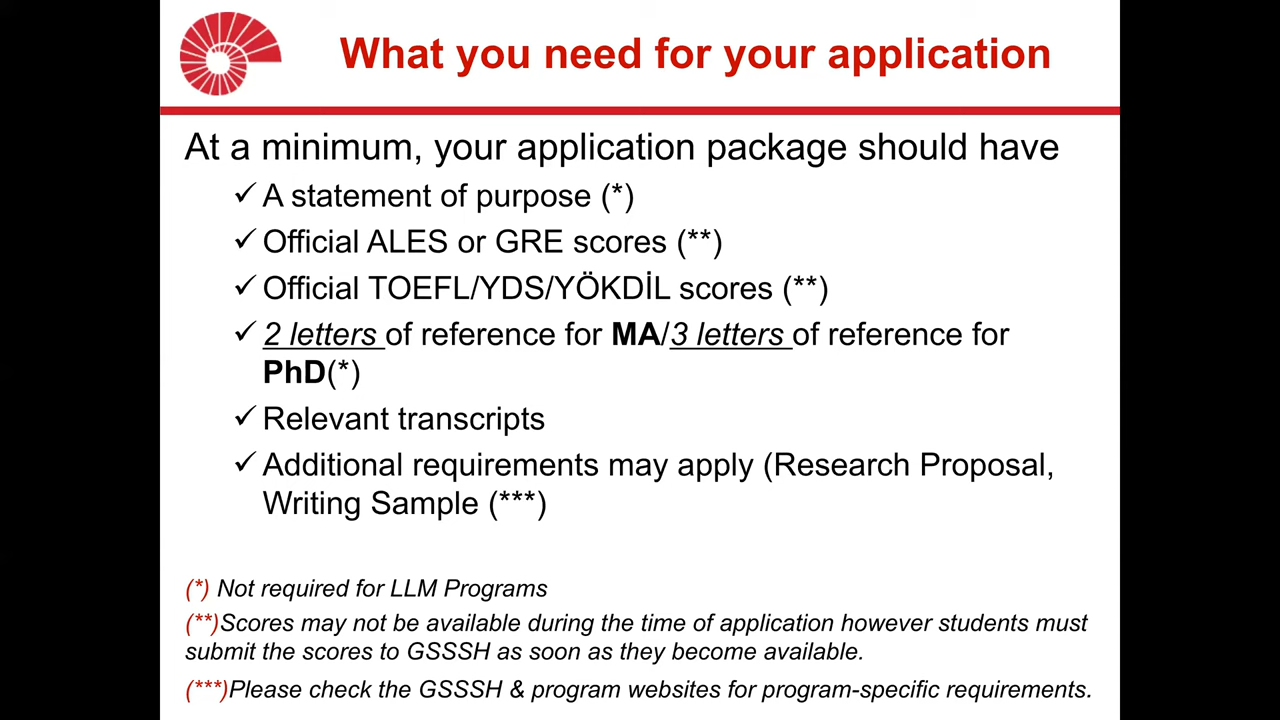 What you need for your application
At a minimum, your application package should have
✓ A statement of purpose (*)
✓ Official ALES or GRE scores (**)
✓ Official TOEFL/YDS/YÖKDİL scores (**)
✓ 2 letters of reference for MA/3 letters of reference for
PhD(*)
✓ Relevant transcripts
✓ Additional requirements may apply (Research Proposal,
Writing Sample (***)
(*) Not required for LLM Programs
(**)Scores may not be available during the time of application however students must
submit the scores to GSSSH as soon as they become available.
(***)Please check the GSSSH & program websites for program-specific requirements.